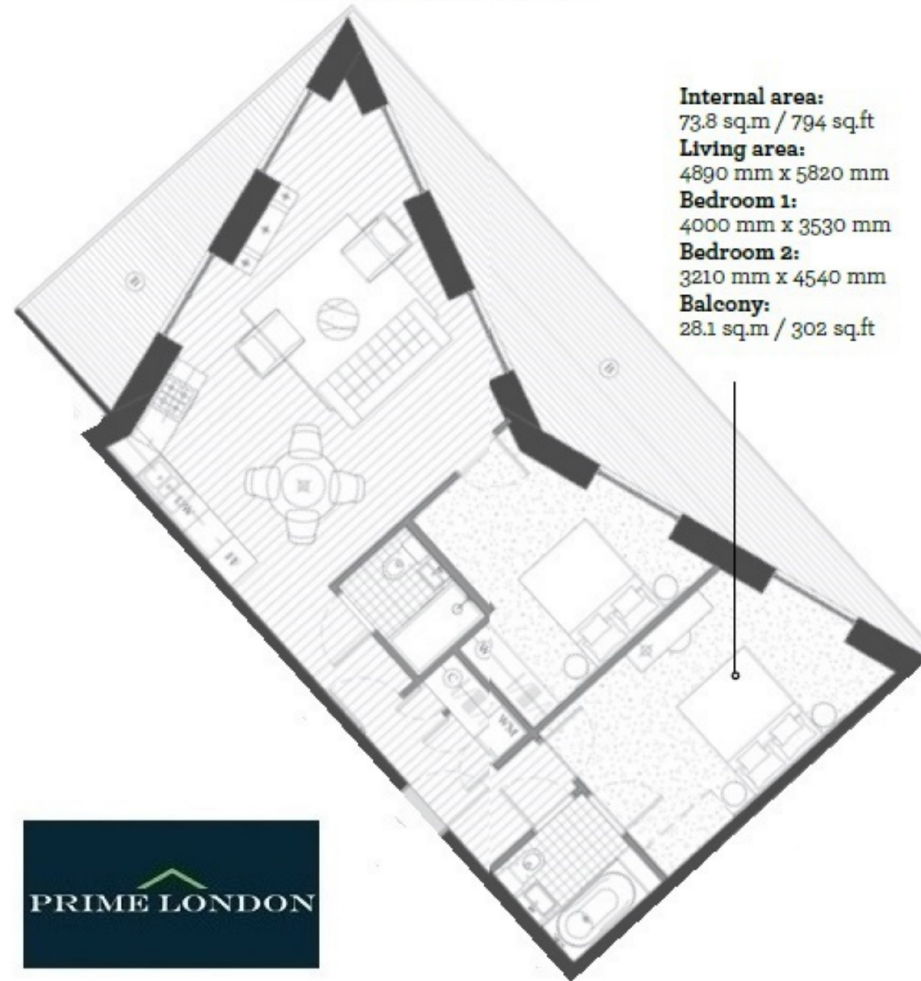 Internal area:
73.8 sq.m / 794 sq.ft
Living area:
4890 mm x 5820 mm
Bedroom 1:
4000 mm x 3530 mm
Bedroom 2:
3210 mm x 4540 mm
Balcony:
28.1 sq.m / 302 sq.ft
B
B
W
C
WM
PRIME LONDON